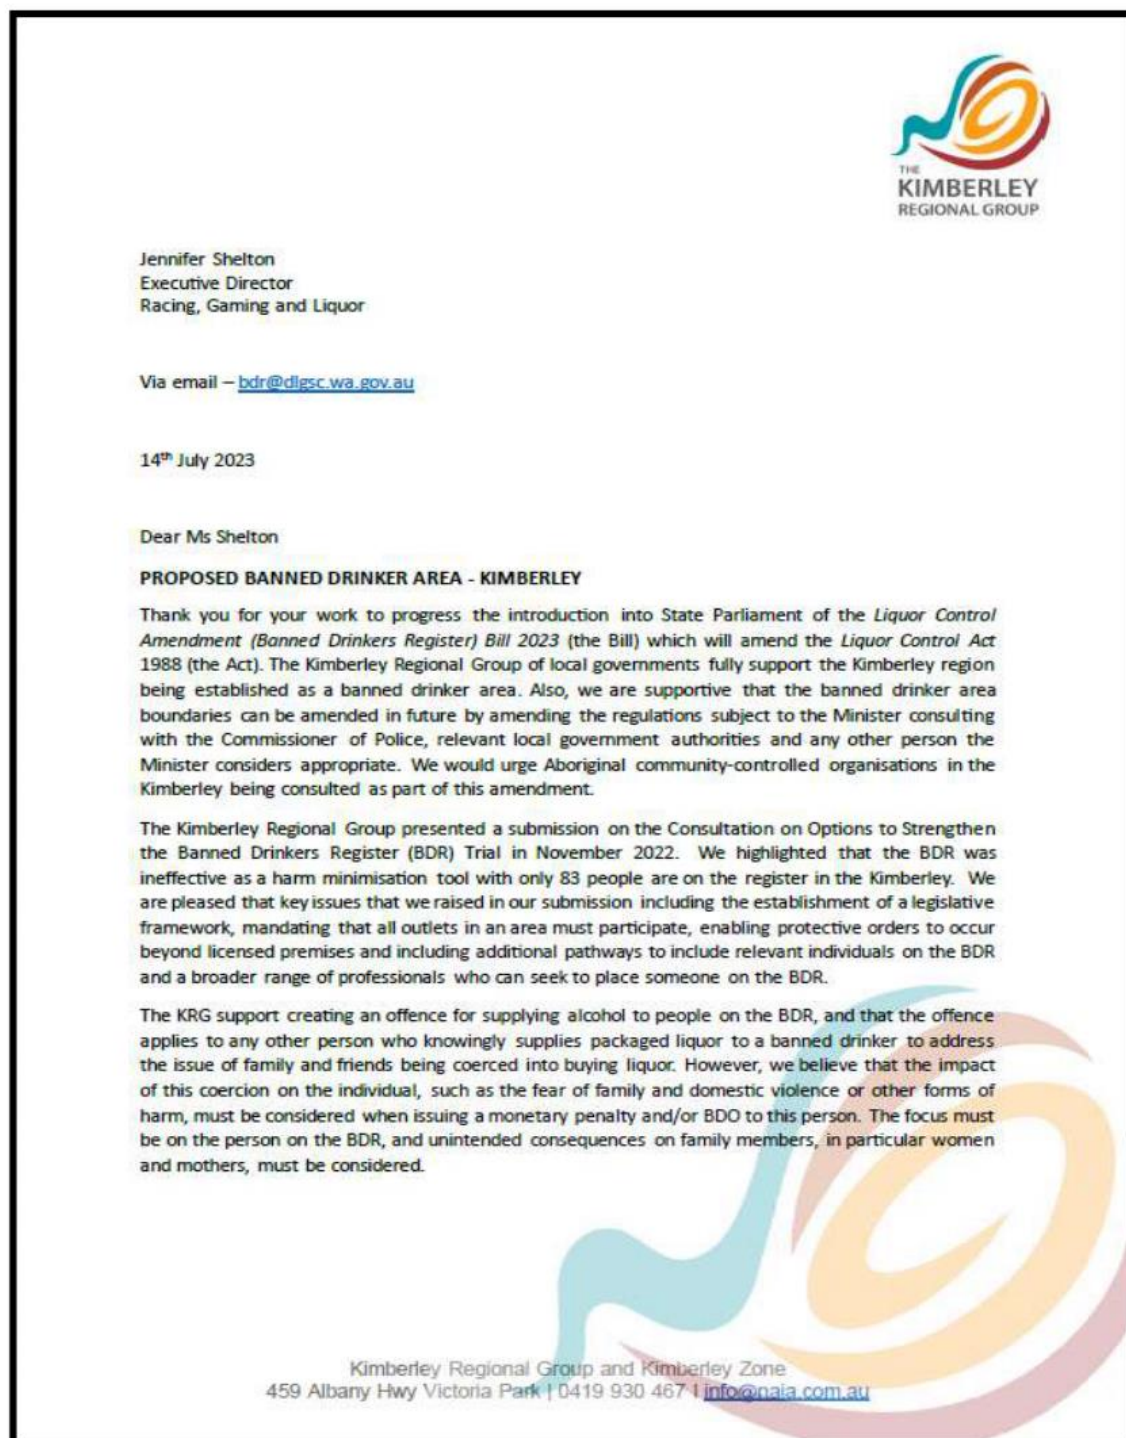 THE
KIMBERLEY
REGIONAL GROUP
Jennifer Shelton
Executive Director
Racing, Gaming and Liquor
Via email – bdr@dlgsc.wa.gov.au
14th July 2023
Dear Ms Shelton
PROPOSED BANNED DRINKER AREA - KIMBERLEY
Thank you for your work to progress the introduction into State Parliament of the Liquor Control
Amendment (Banned Drinkers Register) Bill 2023 (the Bill) which will amend the Liquor Control Act
1988 (the Act). The Kimberley Regional Group of local governments fully support the Kimberley region
being established as a banned drinker area. Also, we are supportive that the banned drinker area
boundaries can be amended in future by amending the regulations subject to the Minister consulting
with the Commissioner of Police, relevant local government authorities and any other person the
Minister considers appropriate. We would urge Aboriginal community-controlled organisations in the
Kimberley being consulted as part of this amendment.
The Kimberley Regional Group presented a submission on the Consultation on Options to Strengthen
the Banned Drinkers Register (BDR) Trial in November 2022. We highlighted that the BDR was
ineffective as a harm minimisation tool with only 83 people are on the register in the Kimberley. We
are pleased that key issues that we raised in our submission including the establishment of a legislative
framework, mandating that all outlets in an area must participate, enabling protective orders to occur
beyond licensed premises and including additional pathways to include relevant individuals on the BDR
and a broader range of professionals who can seek to place someone on the BDR.
The KRG support creating an offence for supplying alcohol to people on the BDR, and that the offence
applies to any other person who knowingly supplies packaged liquor to a banned drinker to address
the issue of family and friends being coerced into buying liquor. However, we believe that the impact
of this coercion on the individual, such as the fear of family and domestic violence or other forms of
harm, must be considered when issuing a monetary penalty and/or BDO to this person. The focus must
be on the person on the BDR, and unintended consequences on family members, in particular women
and mothers, must be considered.
Kimberley Regional Group and Kimberley Zone
459 Albany Hwy Victoria Park | 0419 930 467 I info@naja.com.au